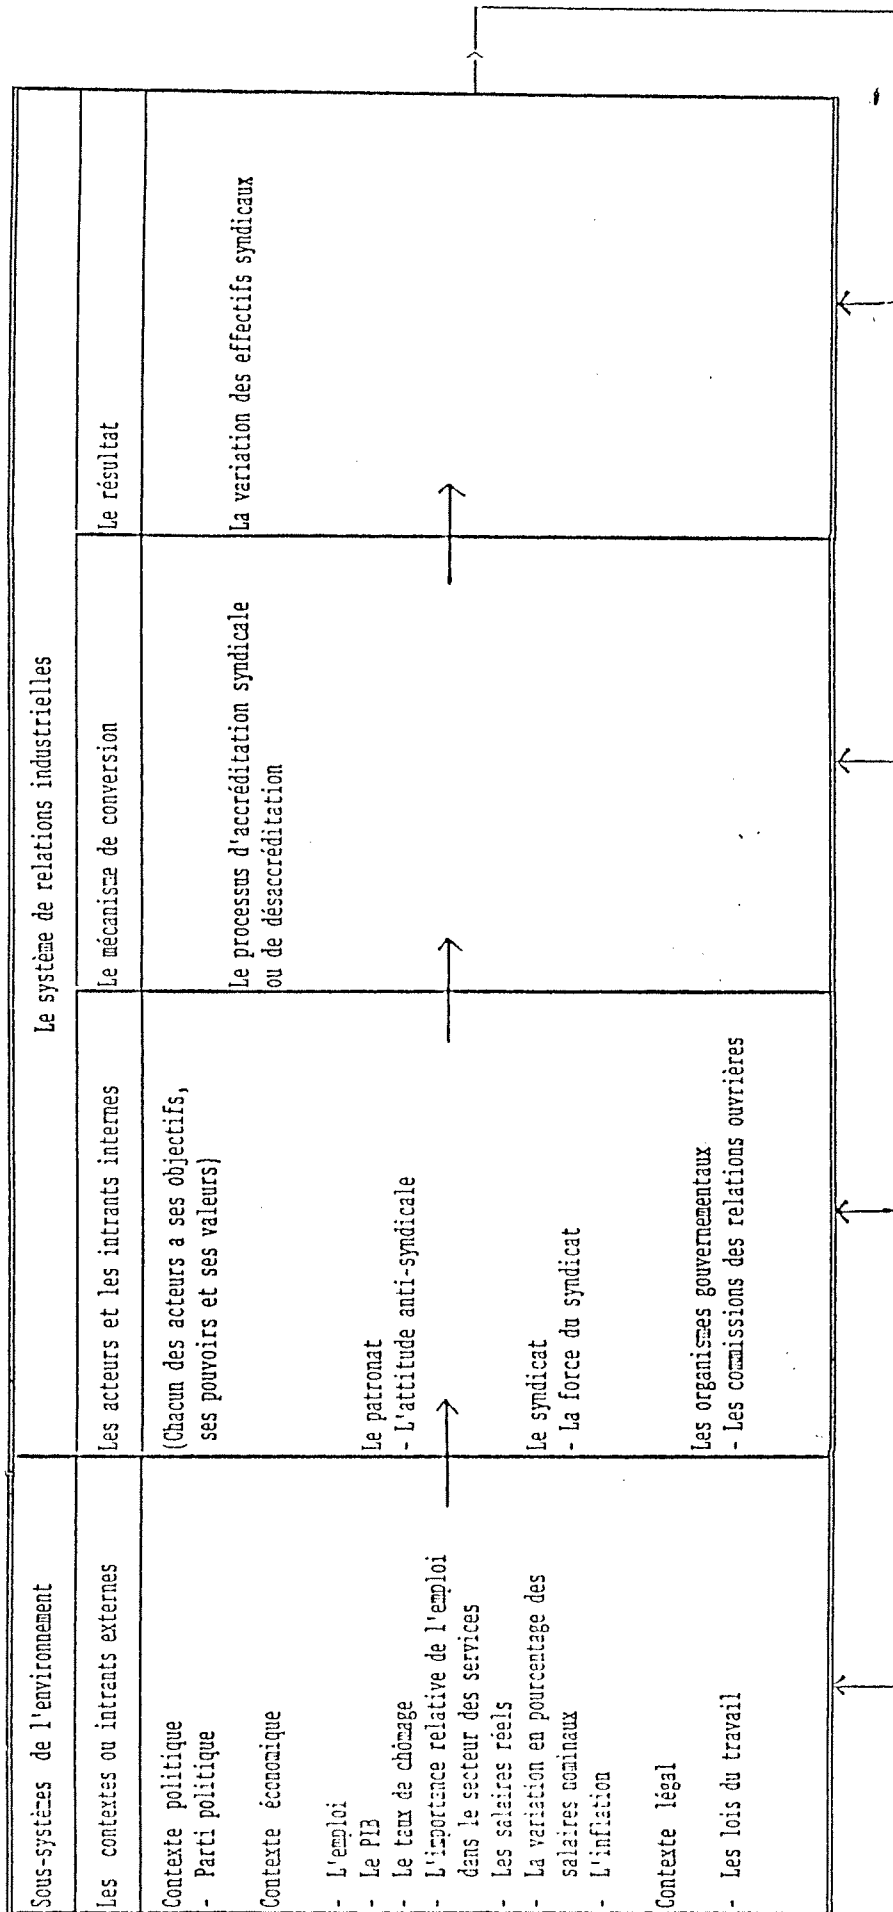 Sous-systèmes de l'environnement
Le système de relations industrielles
Les contextes ou intrants externes
Les acteurs et les intrants internes
Le mécanisme de conversion
Le résultat
Contexte politique
- Parti politique
Contexte économique
- L'emploi
- Le PIB
- Le taux de chômage
- L'importance relative de l'emploi
dans le secteur des services
- Les salaires réels
- La variation en pourcentage des
salaires nominaux
- L'inflation
Contexte légal
- Les lois du travail
(Chacun des acteurs a ses objectifs,
ses pouvoirs et ses valeurs)
Le patronat
- L'attitude anti-syndicale
Le syndicat
- La force du syndicat
Les organismes gouvernementaux
- Les commissions des relations ouvrières
Le processus d'accréditation syndicale
ou de désaccréditation
La variation des effectifs syndicaux